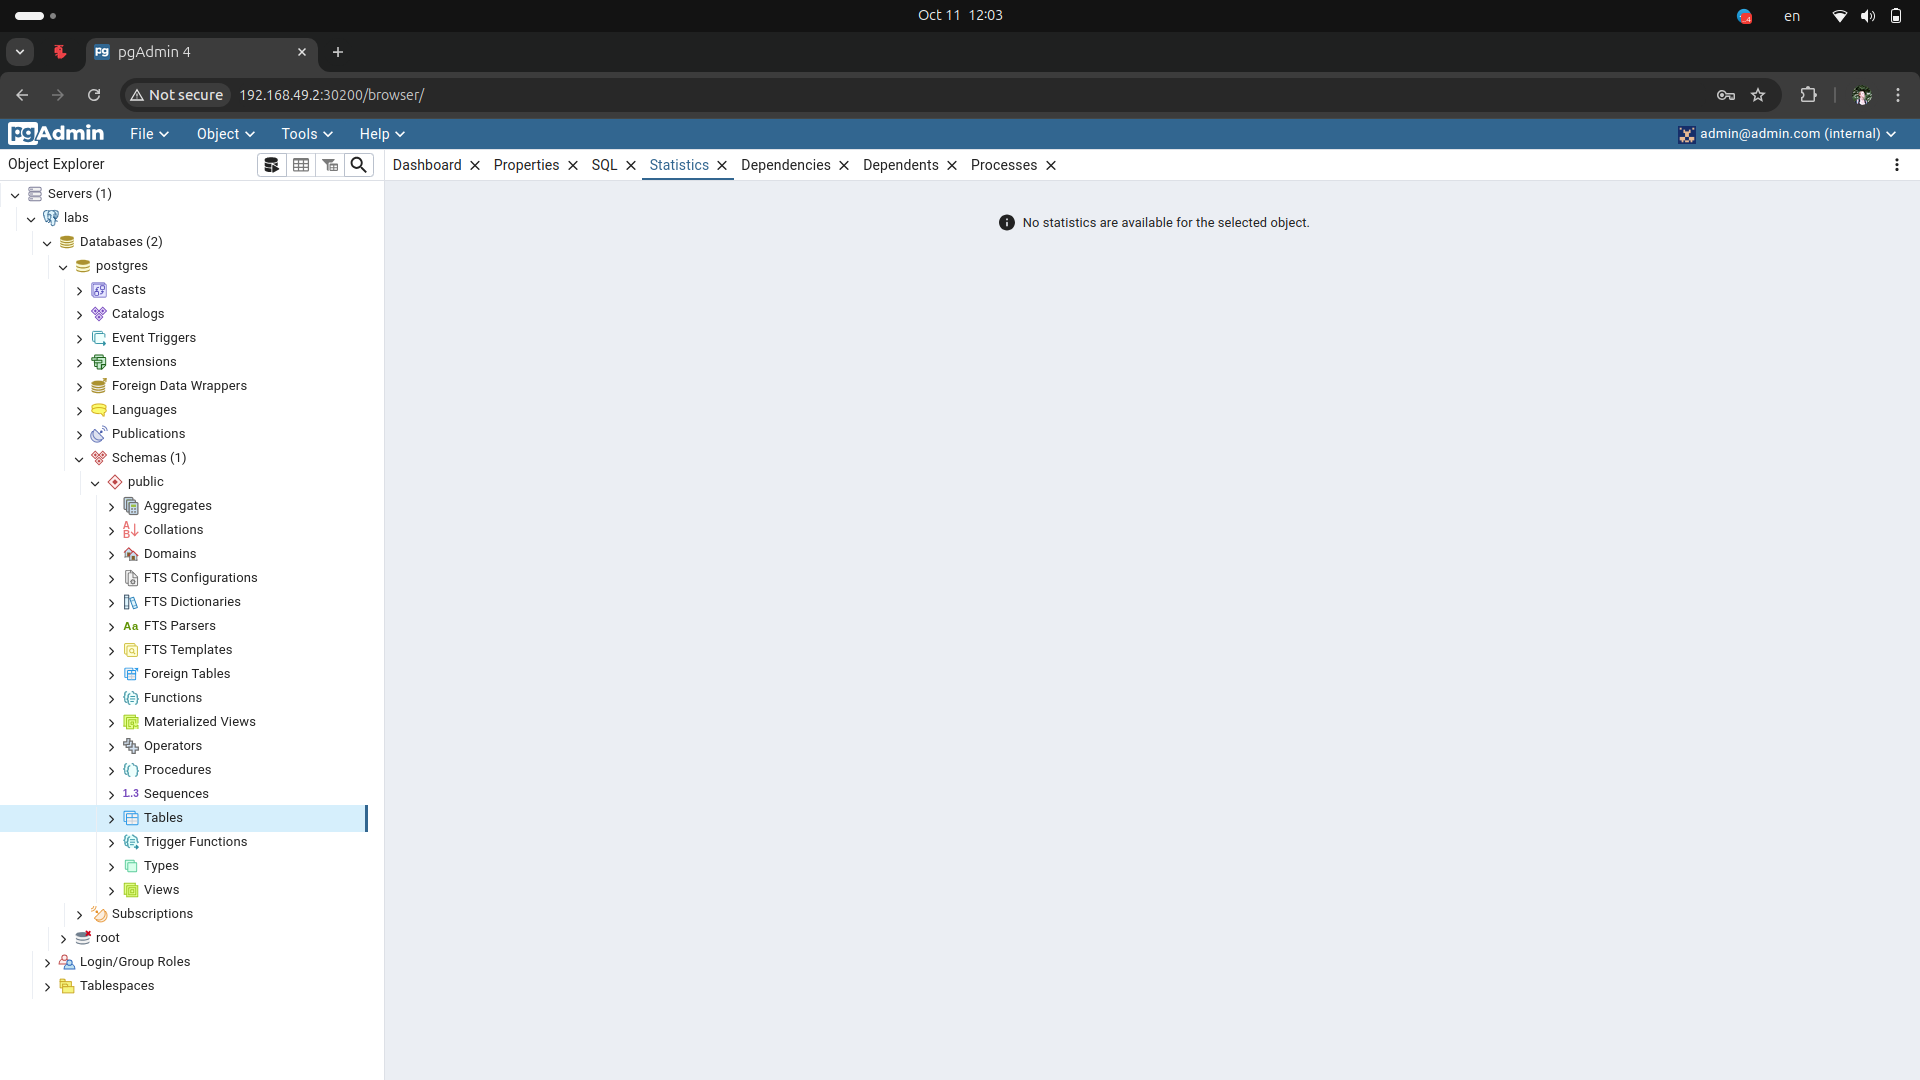 Oct 11 12:03
en
pgAdmin 4
Not secure
192.168.49.2:30200/browser/
pgAdmin
File
Object
Tools
Help
admin@admin.com (internal)
Object Explorer
Dashboard
Properties
SQL
Statistics
Dependencies
Dependents
Processes
No statistics are available for the selected object.
Servers (1)
labs
Databases (2)
postgres
Casts
Catalogs
Event Triggers
Extensions
Foreign Data Wrappers
Languages
Publications
Schemas (1)
public
Aggregates
Collations
Domains
FTS Configurations
FTS Dictionaries
Aa FTS Parsers
FTS Templates
Foreign Tables
Functions
Materialized Views
Operators
Procedures
1..3 Sequences
Tables
Trigger Functions
Types
Views
Subscriptions
root
Login/Group Roles
Tablespaces